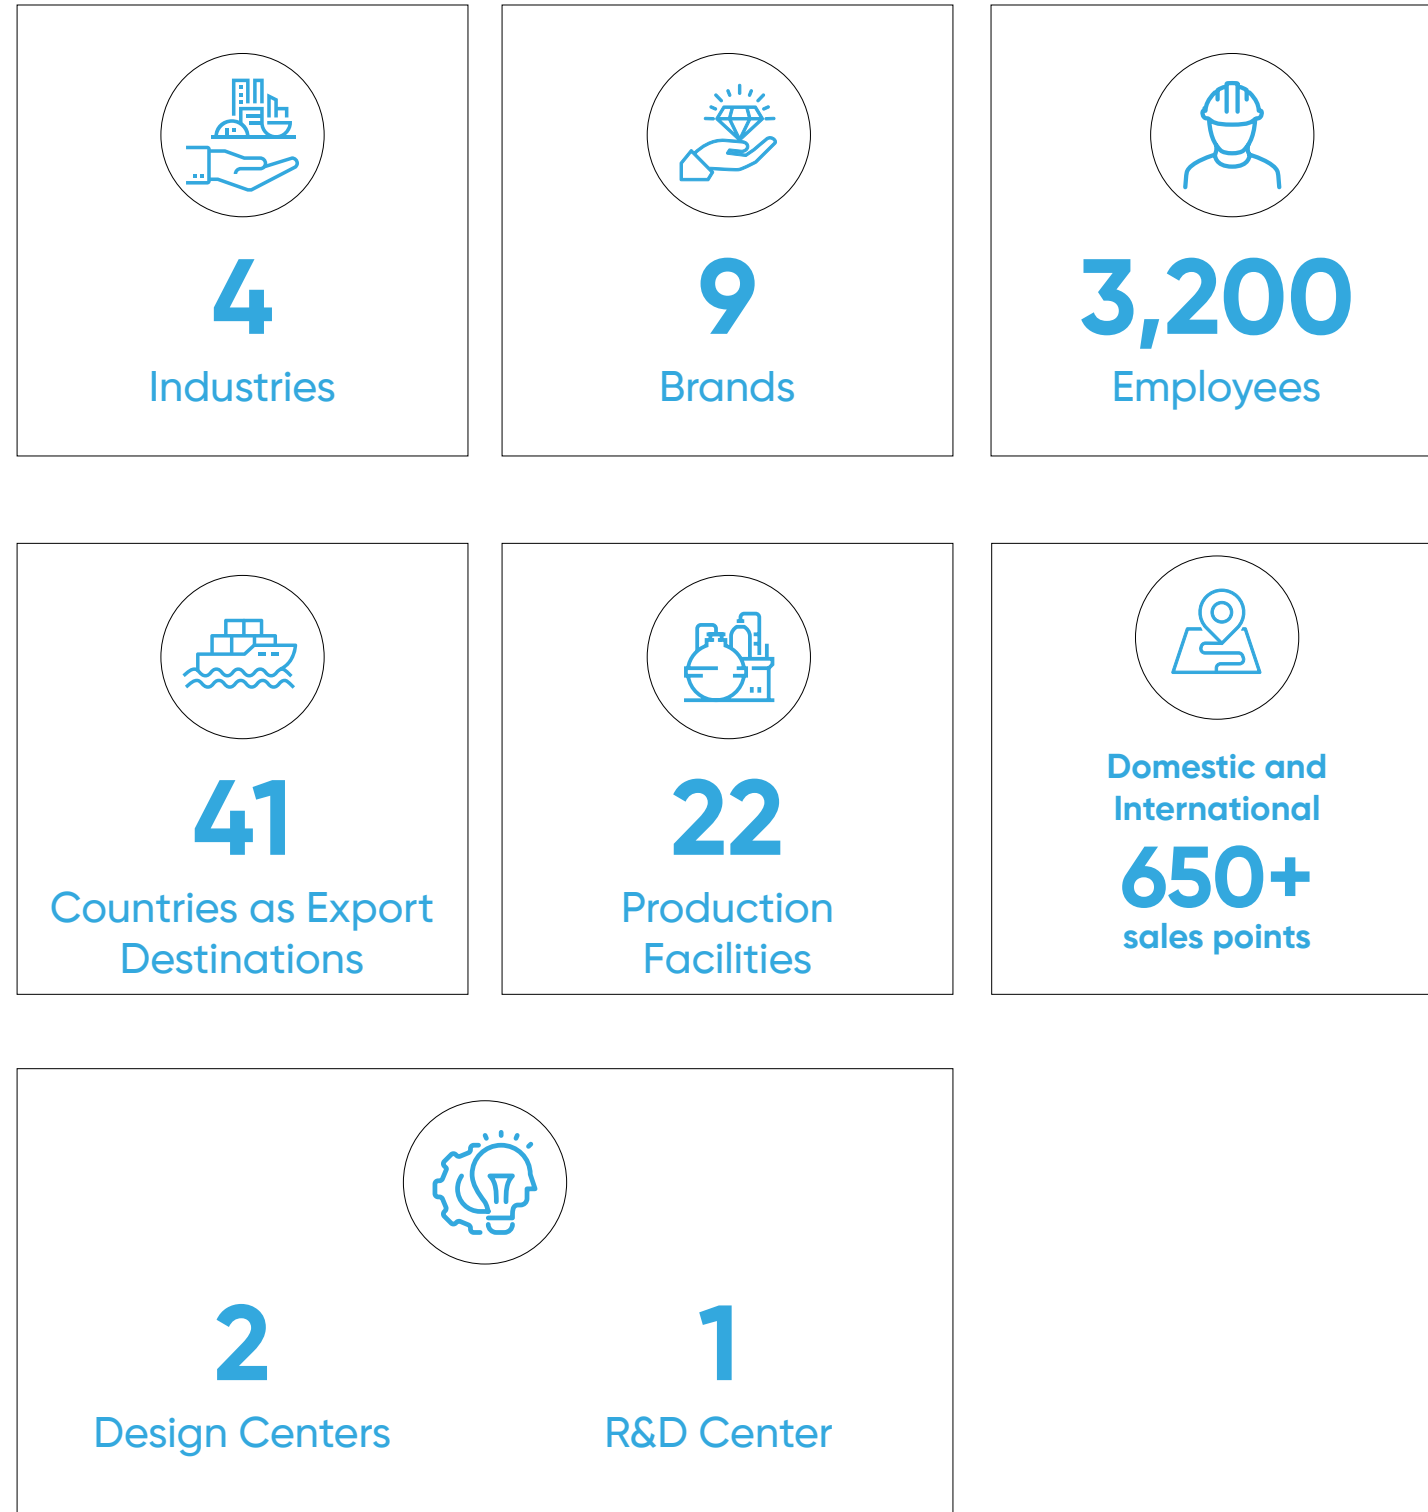 4
Industries
9
Brands
3,200
Employees
41
Countries as Export
Destinations
22
Production
Facilities
Domestic and
International
650+
sales points
2
Design Centers
1
R&D Center